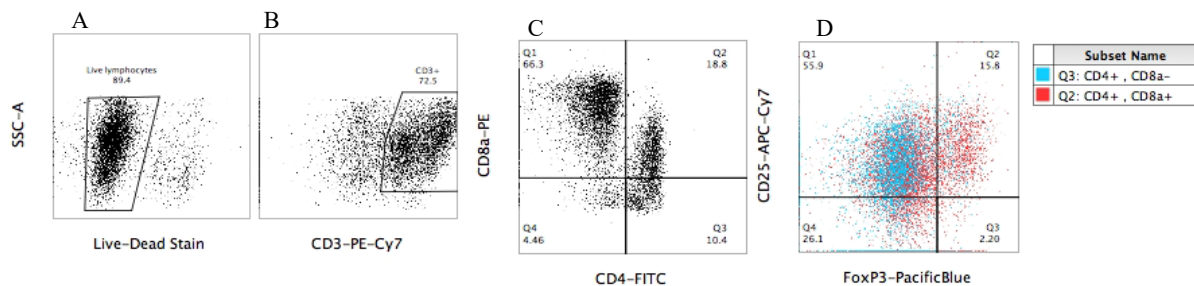 A
Live lymphocytes
89.4
SSC-A
Live-Dead Stain
B
CD3+
72.5
CD3-PE-Cy7
C
Q1
66.3
Q2
18.8
CD8a-PE
Q4
4.46
Q3
10.4
CD4-FITC
D
Q1
55.9
Q2
15.8
CD25-APC-Cy7
Q4
26.1
Q3
2.20
FoxP3-PacificBlue
Subset Name
Q3: CD4+ , CD8a-
Q2: CD4+ , CD8a+